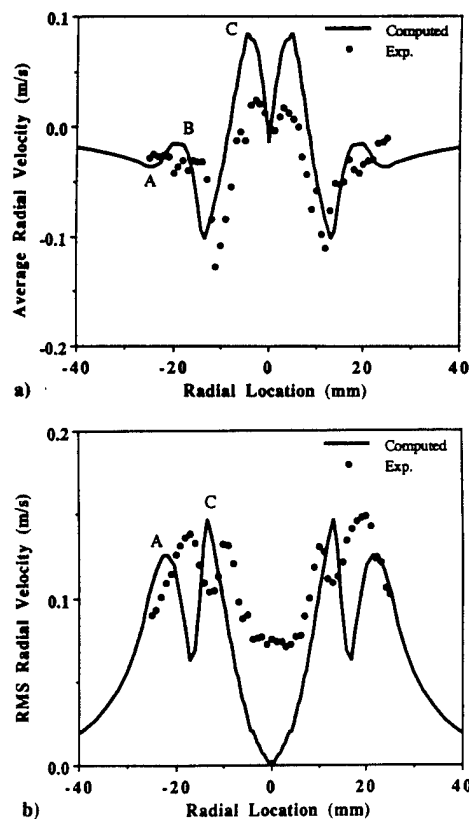 0.1
C
Computed
Exp.
B
0.0
A
-0.1
-0.2
Average Radial Velocity (m/s)
-40
-20
0
20
40
a)
Radial Location (mm)
0.2
Computed
Exp.
A
C
0.1
0.0
RMS Radial Velocity (m/s)
-40
-20
0
20
40
b)
Radial Location (mm)